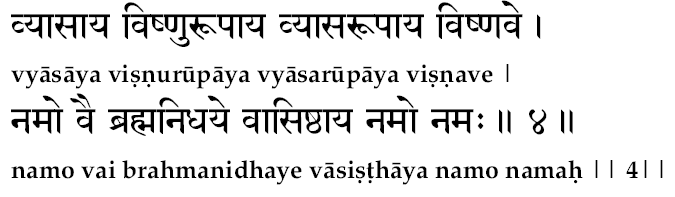 व्यासाय विष्णुरूपाय व्यासरूपाय विष्णवे ।
vyāsāya viṣṇurūpāya vyāsarūpāya viṣṇave |
नमो वै ब्रह्मनिधये वासिष्ठाय नमो नमः ॥ ४ ॥
namo vai brahmanidhaye vāsiṣṭhāya namo namaḥ || 4||